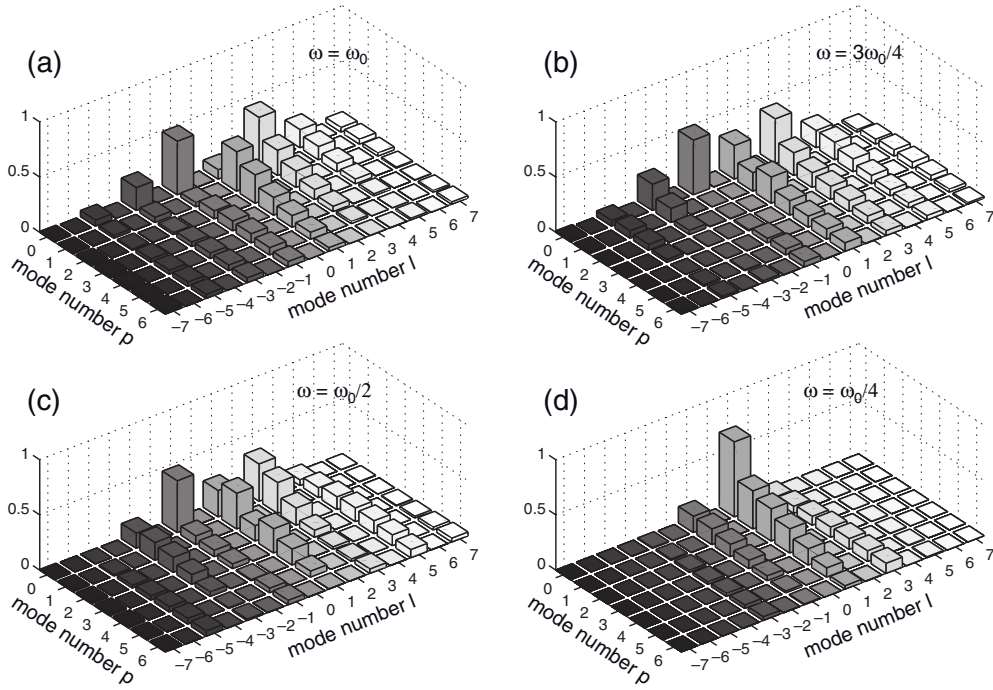 (a)
ω = ω0
1
0.5
0
0 1 2 3 4 5 6
mode number p
−7 −6 −5 −4 −3 −2 −1 0 1 2 3 4 5 6 7
mode number l
(b)
ω = 3ω0/4
1
0.5
0
0 1 2 3 4 5 6
mode number p
−7 −6 −5 −4 −3 −2 −1 0 1 2 3 4 5 6 7
mode number l
(c)
ω = ω0/2
1
0.5
0
0 1 2 3 4 5 6
mode number p
−7 −6 −5 −4 −3 −2 −1 0 1 2 3 4 5 6 7
mode number l
(d)
ω = ω0/4
1
0.5
0
0 1 2 3 4 5 6
mode number p
−7 −6 −5 −4 −3 −2 −1 0 1 2 3 4 5 6 7
mode number l